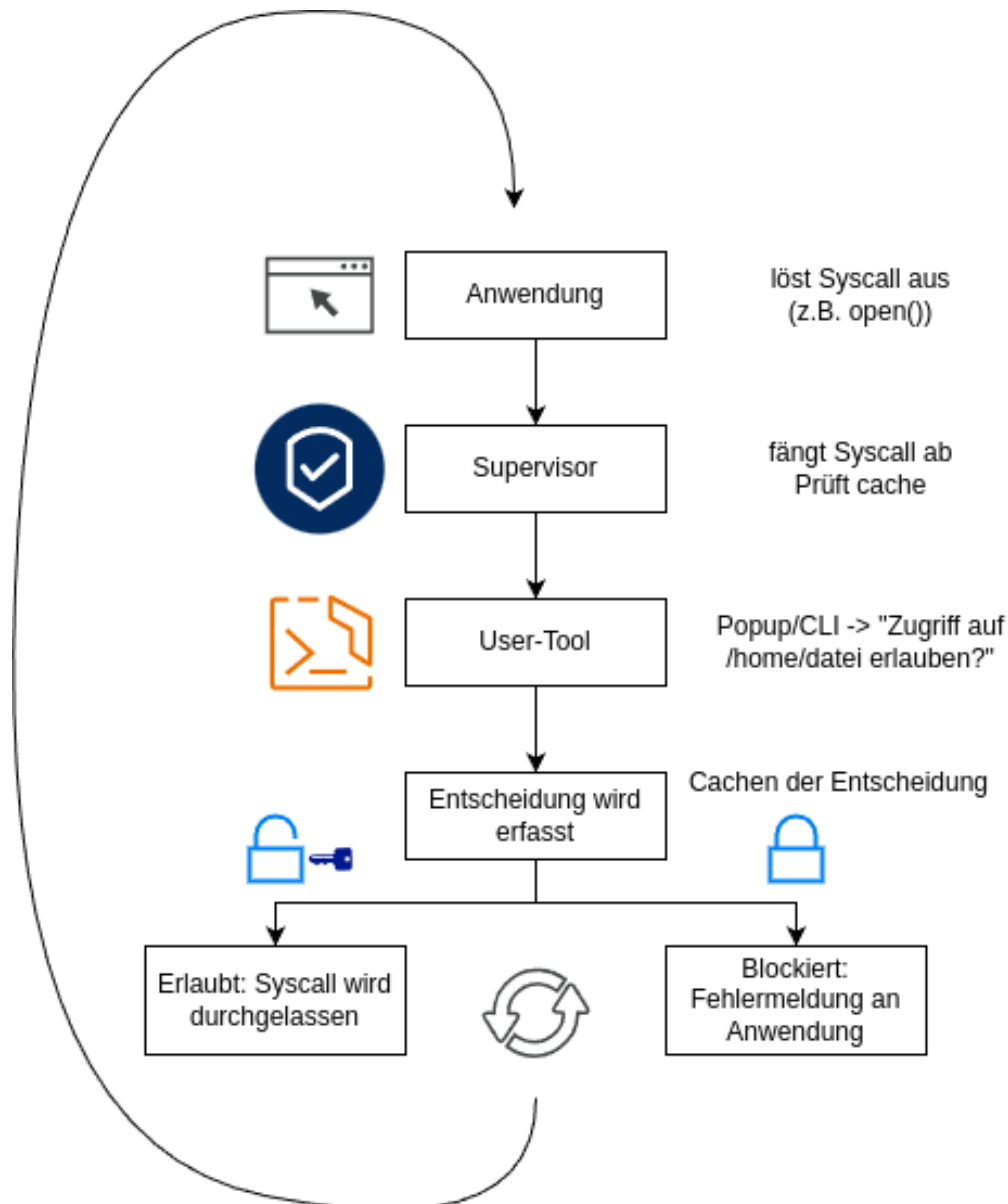 Anwendung
löst Syscall aus
(z.B. open())
Supervisor
fängt Syscall ab
Prüft cache
User-Tool
Popup/CLI -> "Zugriff auf
/home/datei erlauben?"
Entscheidung wird
erfasst
Cachen der Entscheidung
Erlaubt: Syscall wird
durchgelassen
Blockiert:
Fehlermeldung an
Anwendung